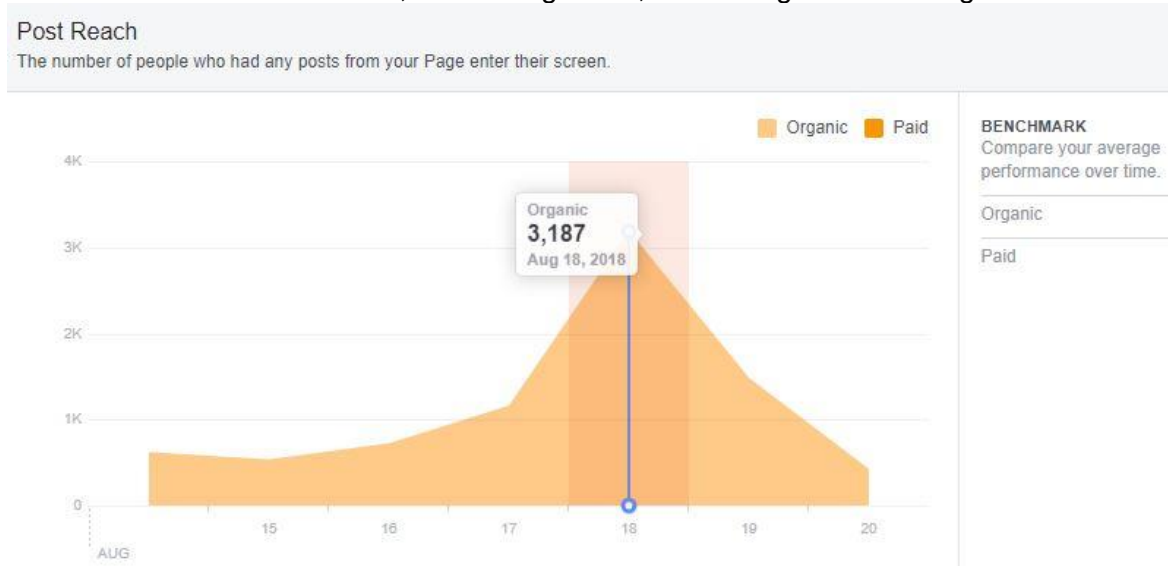 Post Reach
The number of people who had any posts from your Page enter their screen.
Organic Paid
BENCHMARK
Compare your average
performance over time.
Organic
Paid
4K
3K
2K
1K
0
Organic
3,187
Aug 18, 2018
15 16 17 18 19 20
AUG